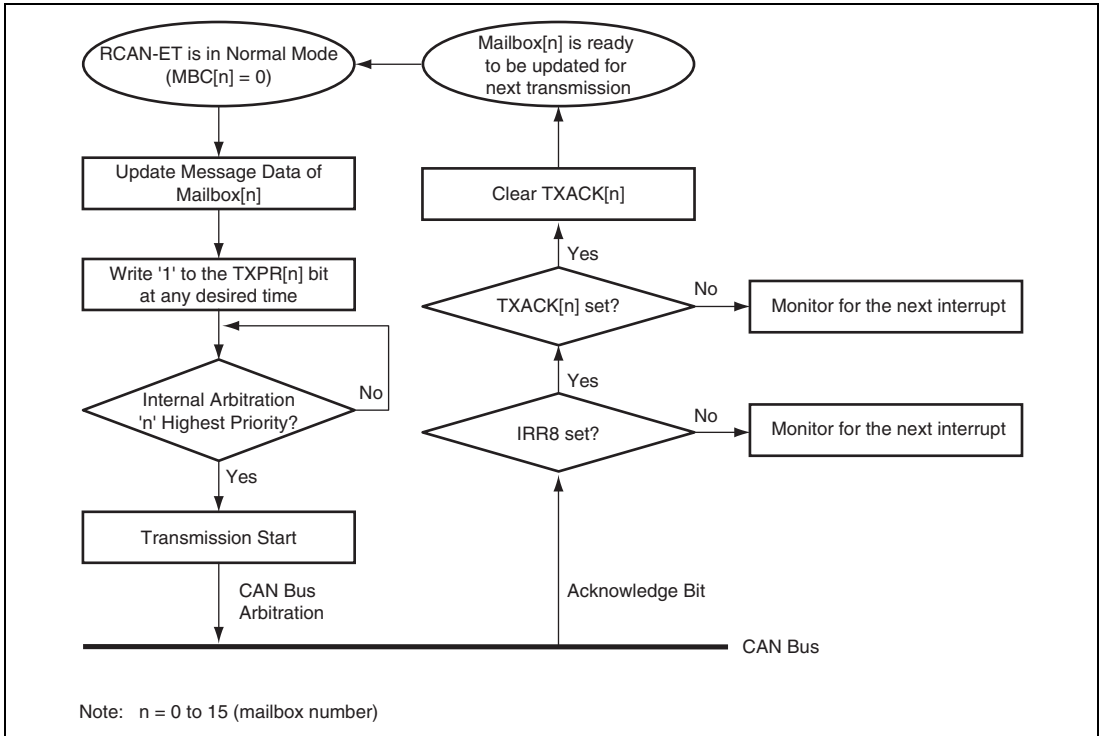 RCAN-ET is in Normal Mode
(MBC[n] = 0)
Update Message Data of
Mailbox[n]
Write '1' to the TXPR[n] bit
at any desired time
Internal Arbitration
'n' Highest Priority?
No
Yes
Transmission Start
CAN Bus
Arbitration
Mailbox[n] is ready
to be updated for
next transmission
Clear TXACK[n]
Yes
TXACK[n] set?
No
Monitor for the next interrupt
Yes
IRR8 set?
No
Monitor for the next interrupt
Acknowledge Bit
CAN Bus
Note: n = 0 to 15 (mailbox number)